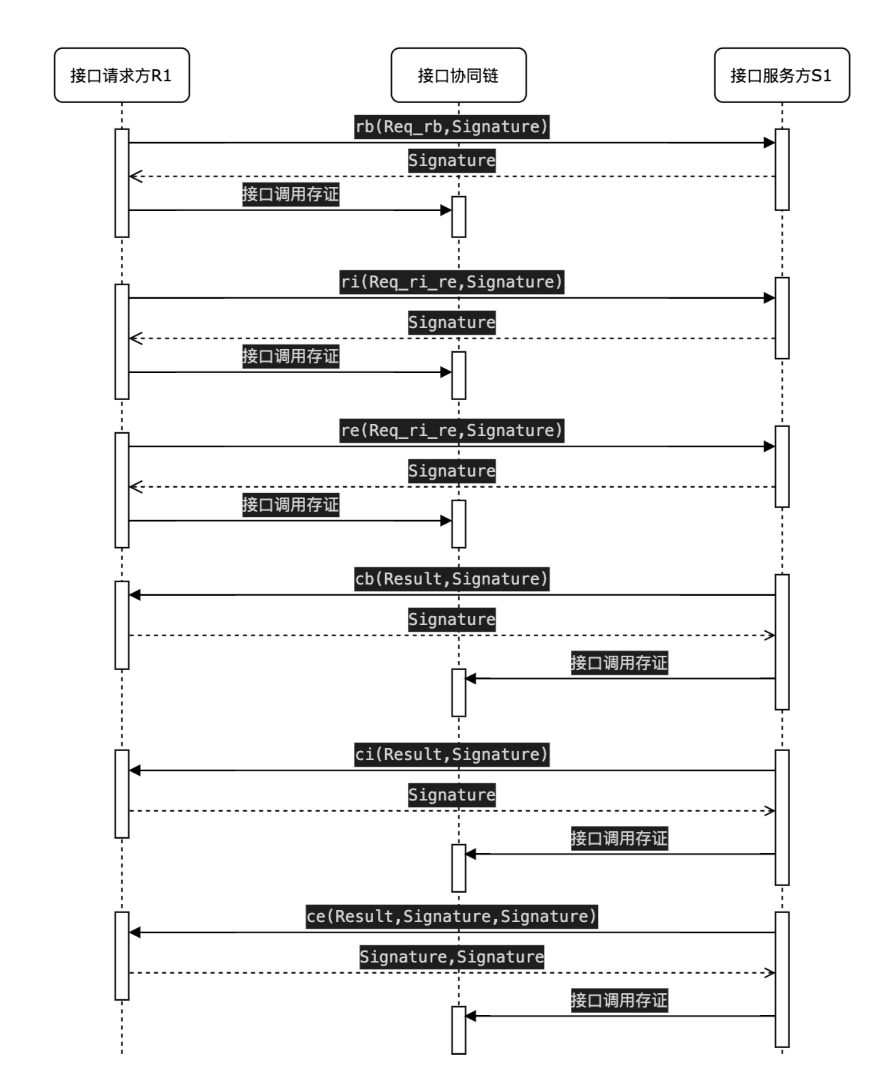 接口请求方R1
接口协同链
接口服务方S1
rb(Req_rb,Signature)
Signature
接口调用存证
ri(Req_ri_re,Signature)
Signature
接口调用存证
re(Req_ri_re,Signature)
Signature
接口调用存证
cb(Result,Signature)
Signature
接口调用存证
ci(Result,Signature)
Signature
接口调用存证
ce(Result,Signature,Signature)
Signature,Signature
接口调用存证